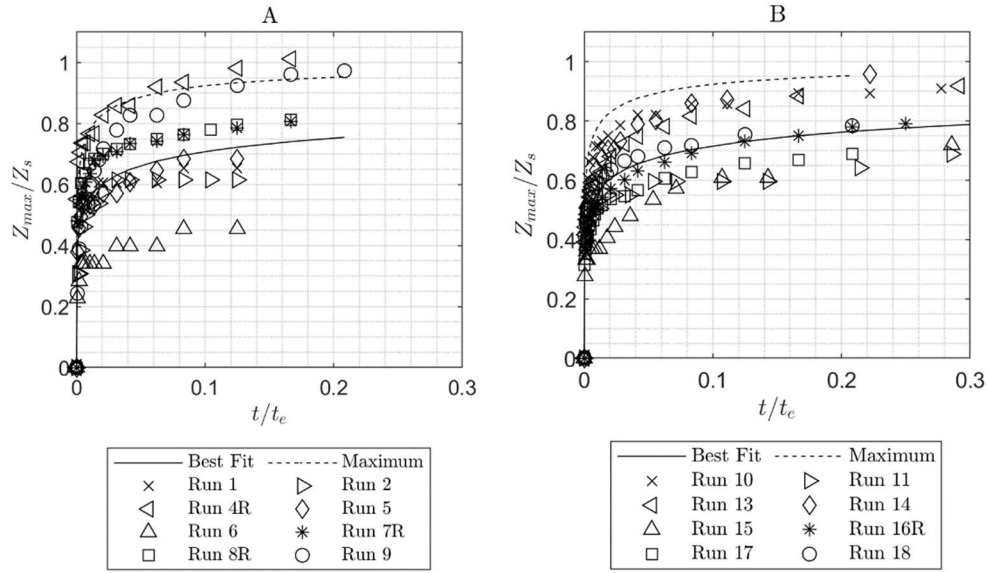 A
Z_max/Z_s
1
0.8
0.6
0.4
0.2
0
0 0.1 0.2 0.3
t/t_e
Best Fit Maximum
Run 1 Run 2
Run 4R Run 5
Run 6 Run 7R
Run 8R Run 9
B
Z_max/Z_s
1
0.8
0.6
0.4
0.2
0
0 0.1 0.2 0.3
t/t_e
Best Fit Maximum
Run 10 Run 11
Run 13 Run 14
Run 15 Run 16R
Run 17 Run 18